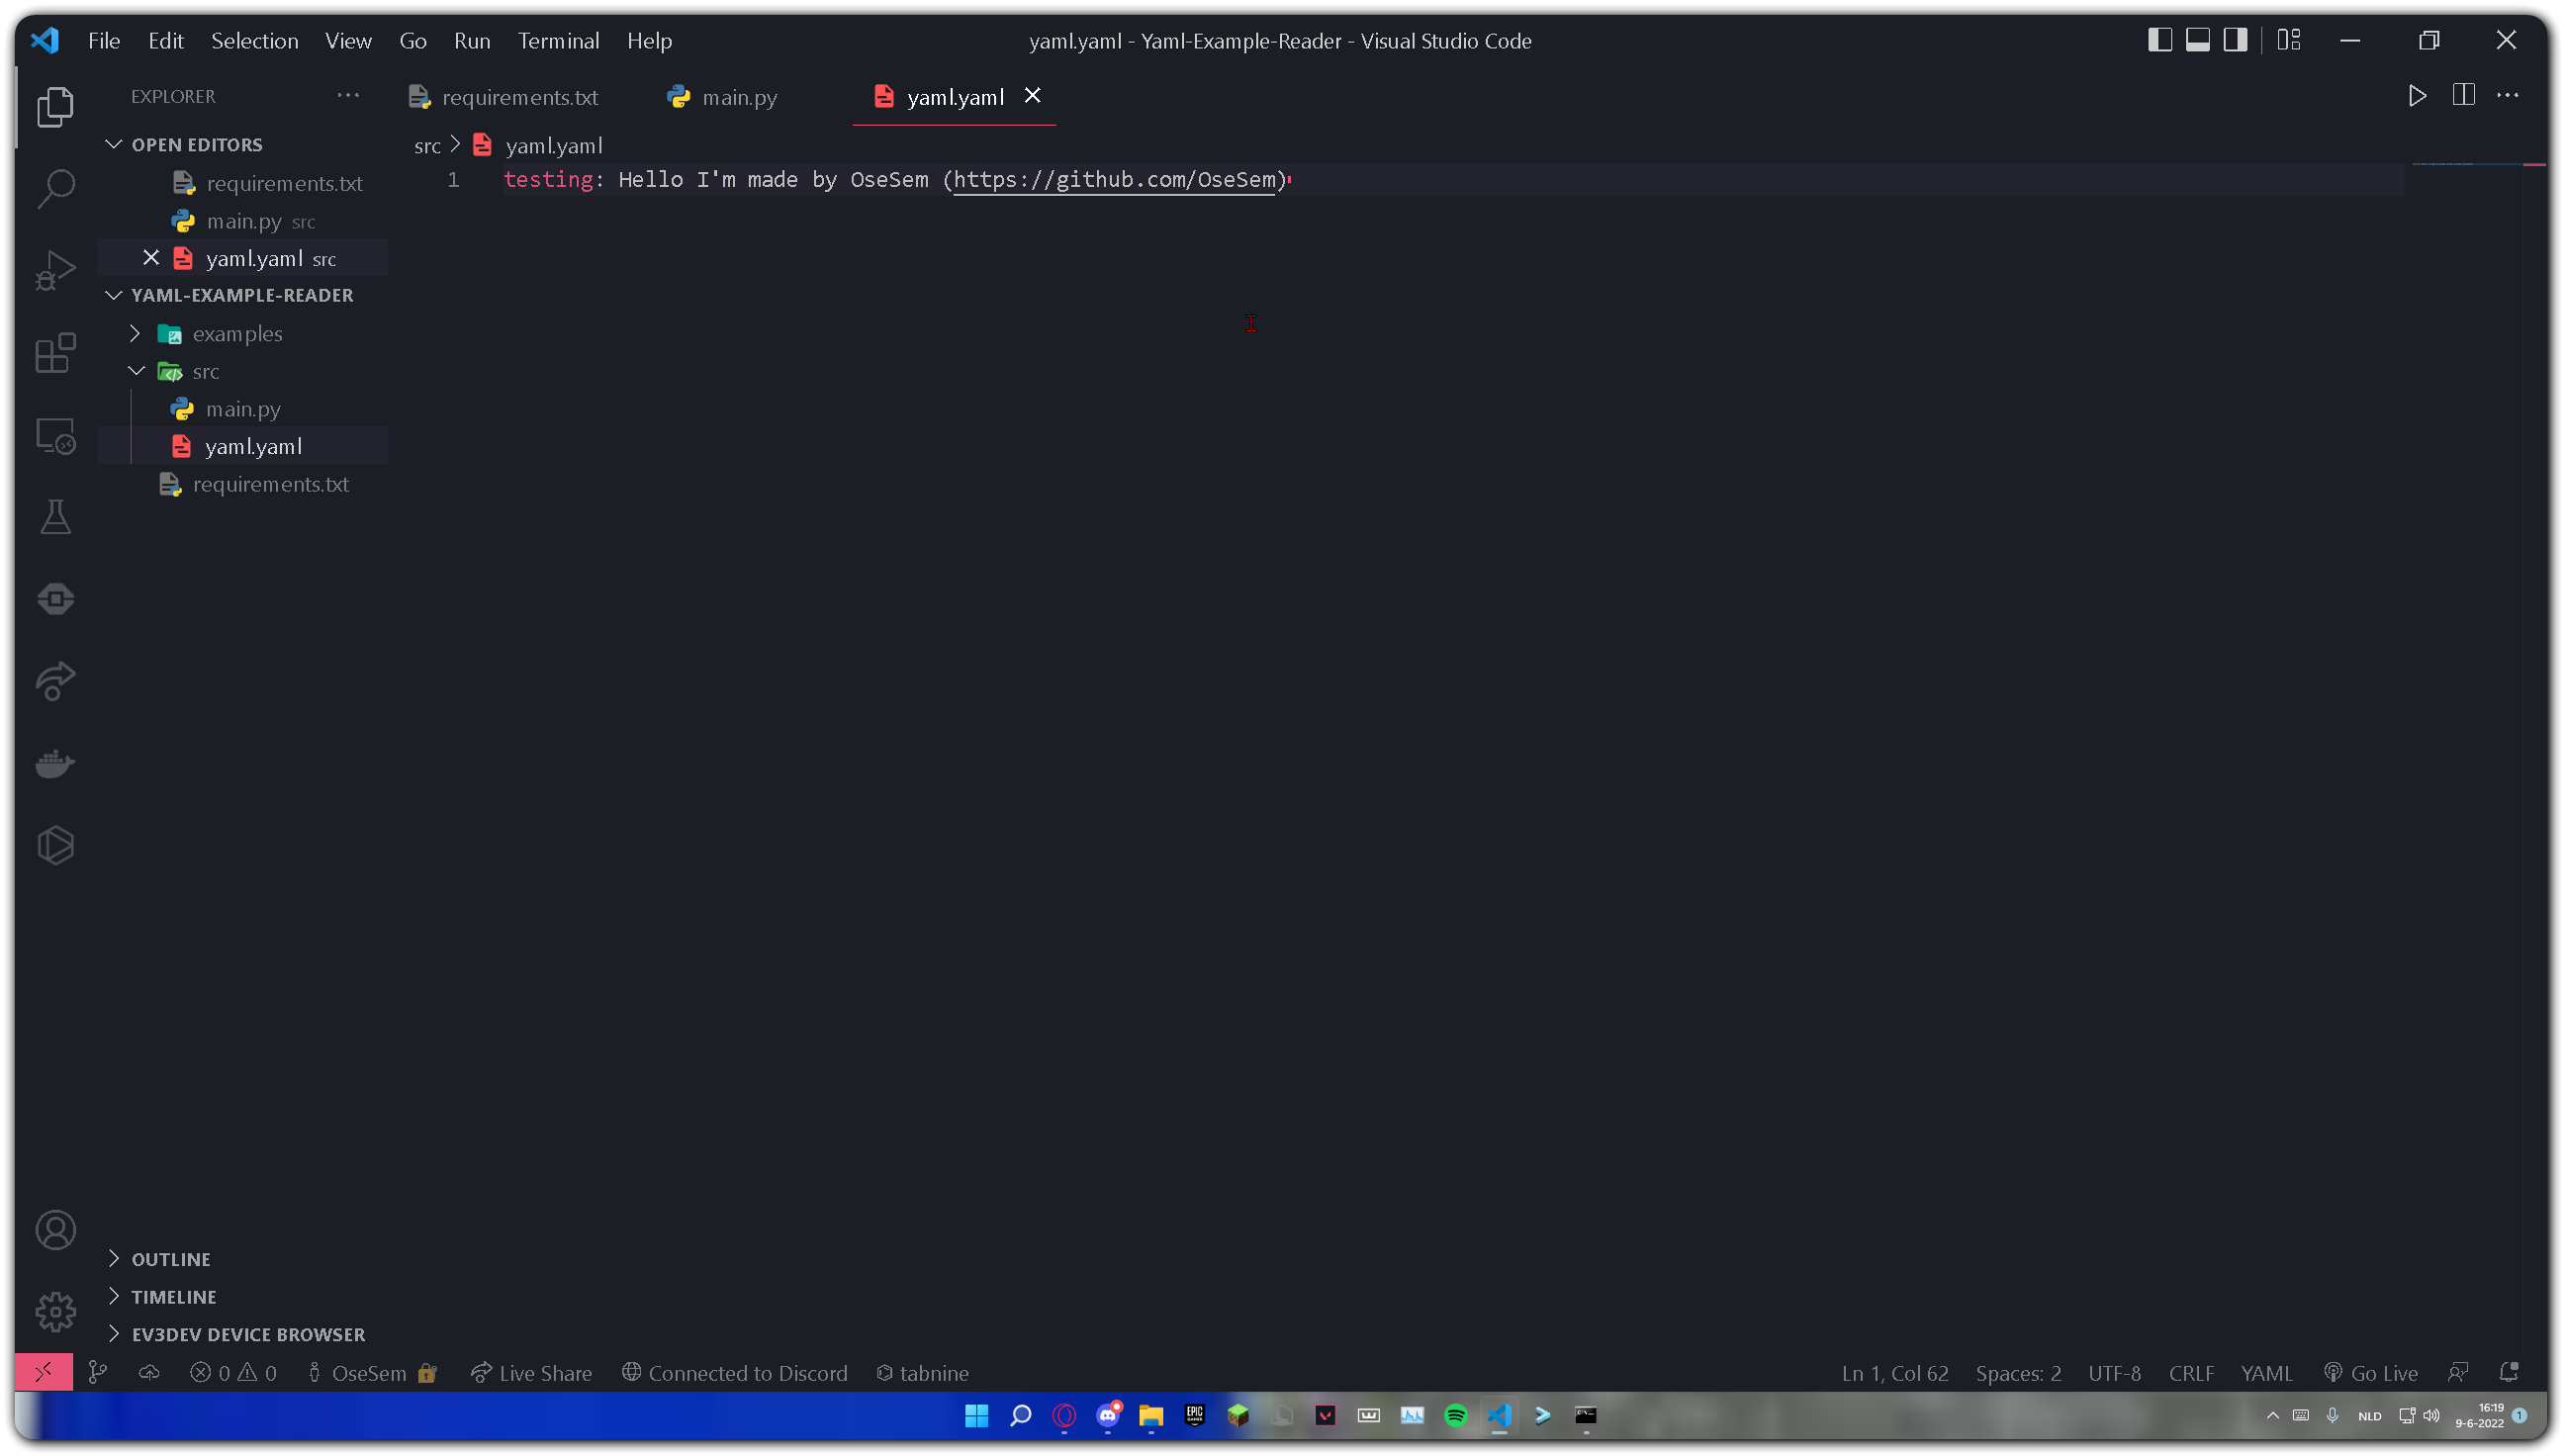 File Edit Selection View Go Run Terminal Help
yaml.yaml - Yaml-Example-Reader - Visual Studio Code
EXPLORER
OPEN EDITORS
requirements.txt
main.py src
yaml.yaml src
YAML-EXAMPLE-READER
examples
src
main.py
yaml.yaml
requirements.txt
OUTLINE
TIMELINE
EV3DEV DEVICE BROWSER
requirements.txt main.py yaml.yaml
src > yaml.yaml
1 testing: Hello I'm made by OseSem (https://github.com/OseSem)
0 0 OseSem Live Share Connected to Discord tabnine
Ln 1, Col 62 Spaces: 2 UTF-8 CRLF YAML Go Live
EPIC GAMES
NLD
16:19
9-6-2022
1